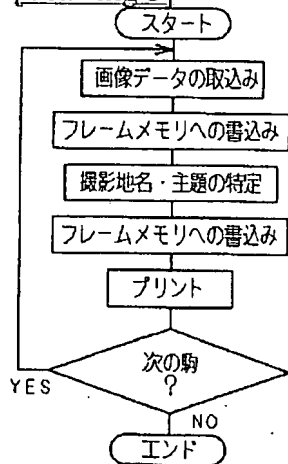 スタート
画像データの取込み
フレームメモリへの書込み
撮影地名・主題の特定
フレームメモリへの書込み
プリント
次の駒
?
YES
NO
エンド